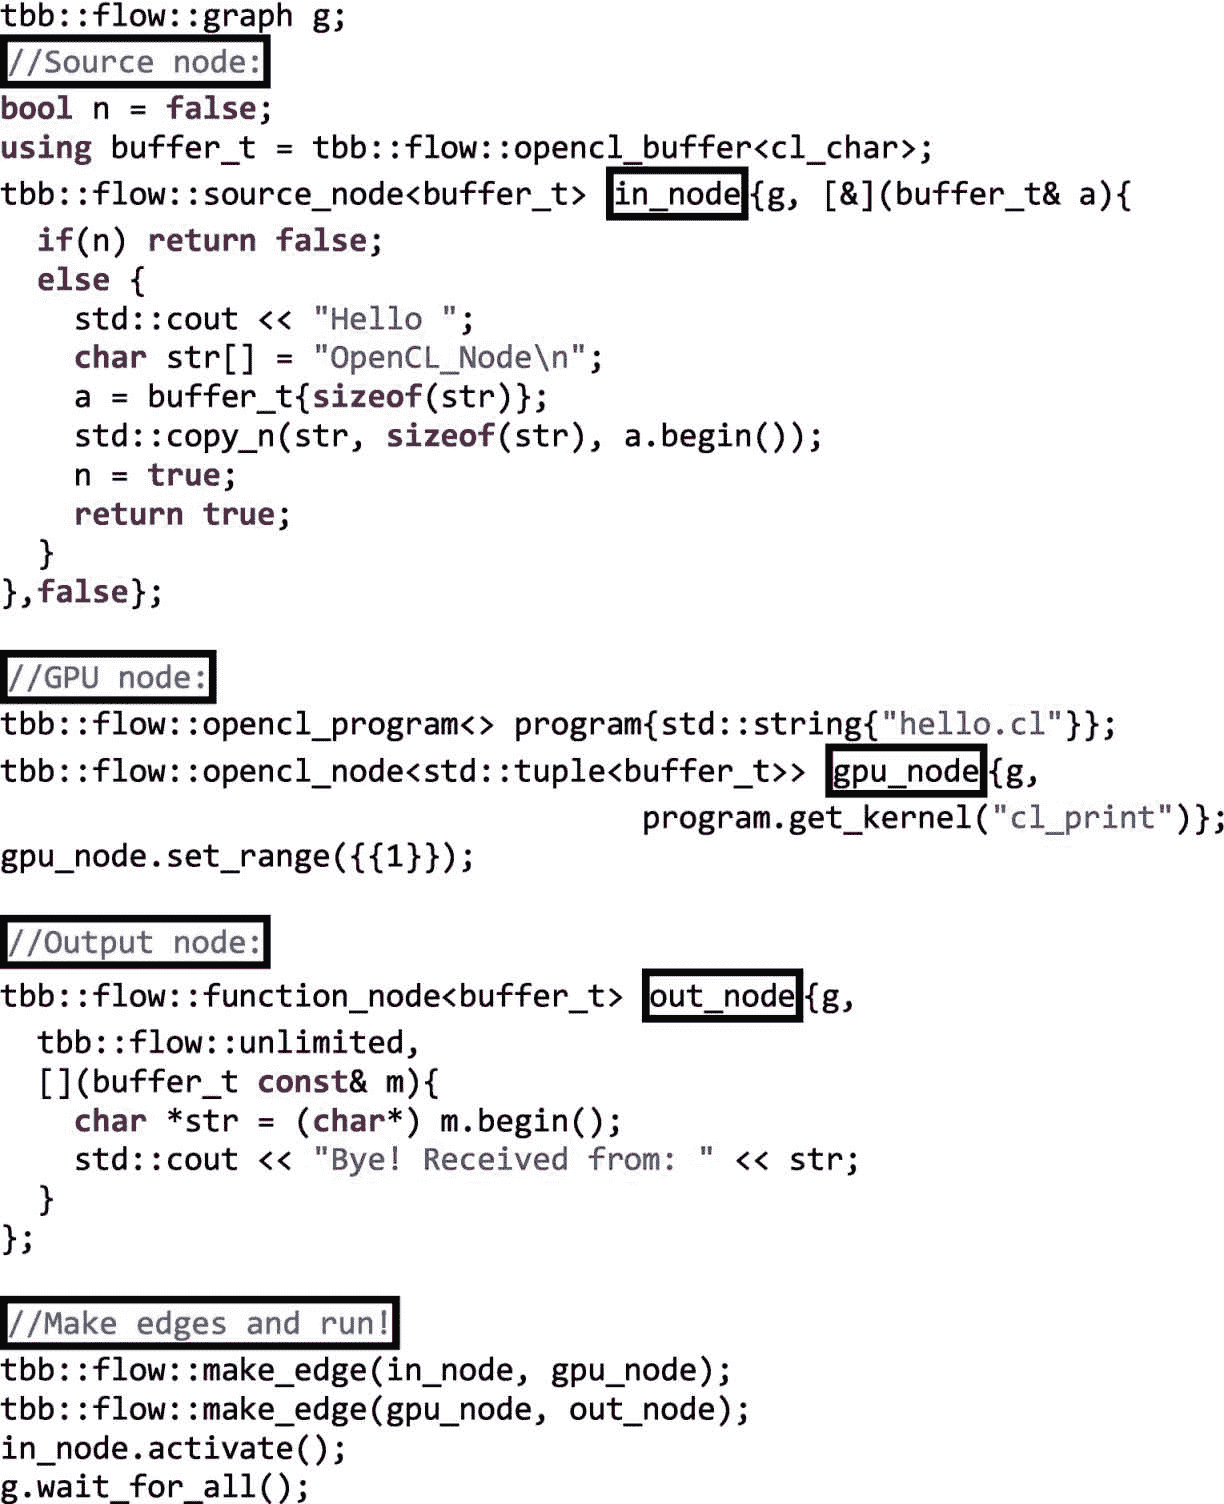 tbb::flow::graph g;
//Source node:
bool n = false;
using buffer_t = tbb::flow::opencl_buffer<cl_char>;
tbb::flow::source_node<buffer_t> in_node{g, [&](buffer_t& a){
  if(n) return false;
  else {
    std::cout << "Hello ";
    char str[] = "OpenCL_Node\n";
    a = buffer_t{sizeof(str)};
    std::copy_n(str, sizeof(str), a.begin());
    n = true;
    return true;
  }
},false};

//GPU node:
tbb::flow::opencl_program<> program{std::string{"hello.cl"}};
tbb::flow::opencl_node<std::tuple<buffer_t>> gpu_node{g,
                                   program.get_kernel("cl_print")};
gpu_node.set_range({{1}});

//Output node:
tbb::flow::function_node<buffer_t> out_node{g,
  tbb::flow::unlimited,
  [](buffer_t const& m){
    char *str = (char*) m.begin();
    std::cout << "Bye! Received from: " << str;
  }
};

//Make edges and run!
tbb::flow::make_edge(in_node, gpu_node);
tbb::flow::make_edge(gpu_node, out_node);
in_node.activate();
g.wait_for_all();